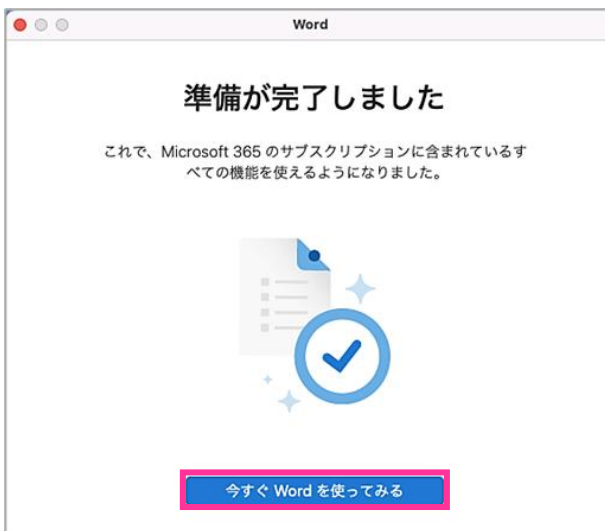 Word
準備が完了しました
これで、Microsoft 365 のサブスクリプションに含まれているす
べての機能を使えるようになりました。
今すぐ Word を使ってみる